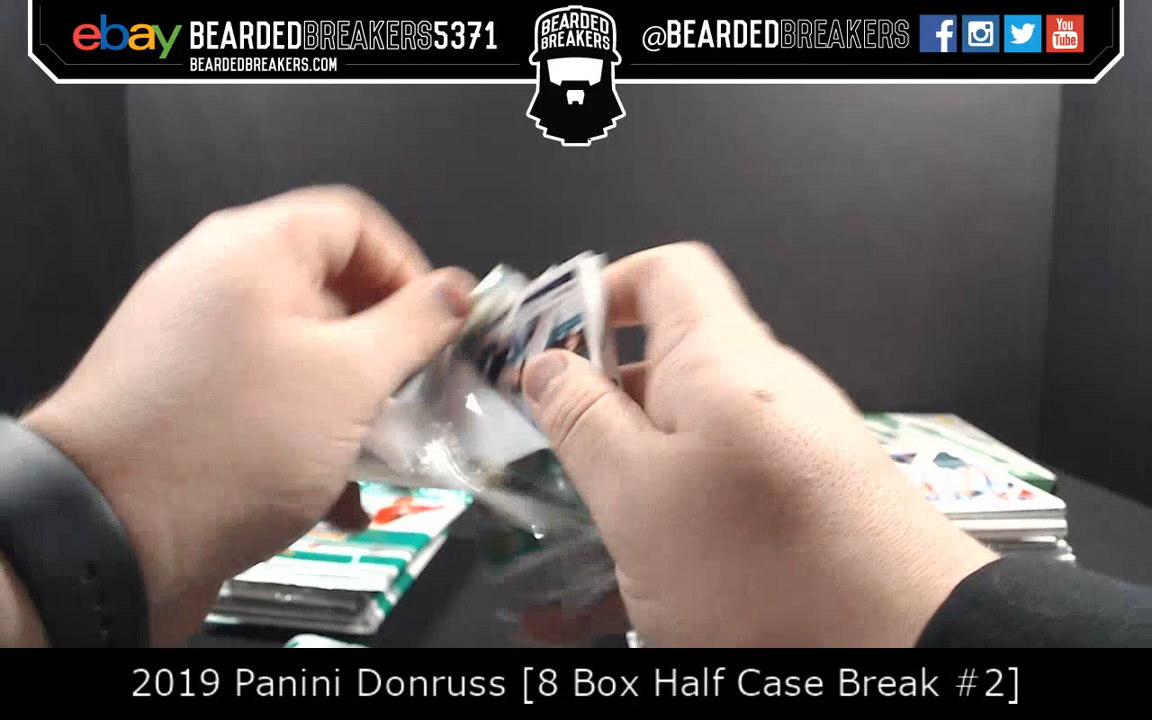 ebay BEARDEDBREAKERS5371
BEARDEDBREAKERS.COM
BEARDED
BREAKERS
@BEARDEDBREAKERS
You
Tube
2019 Panini Donruss [8 Box Half Case Break #2]